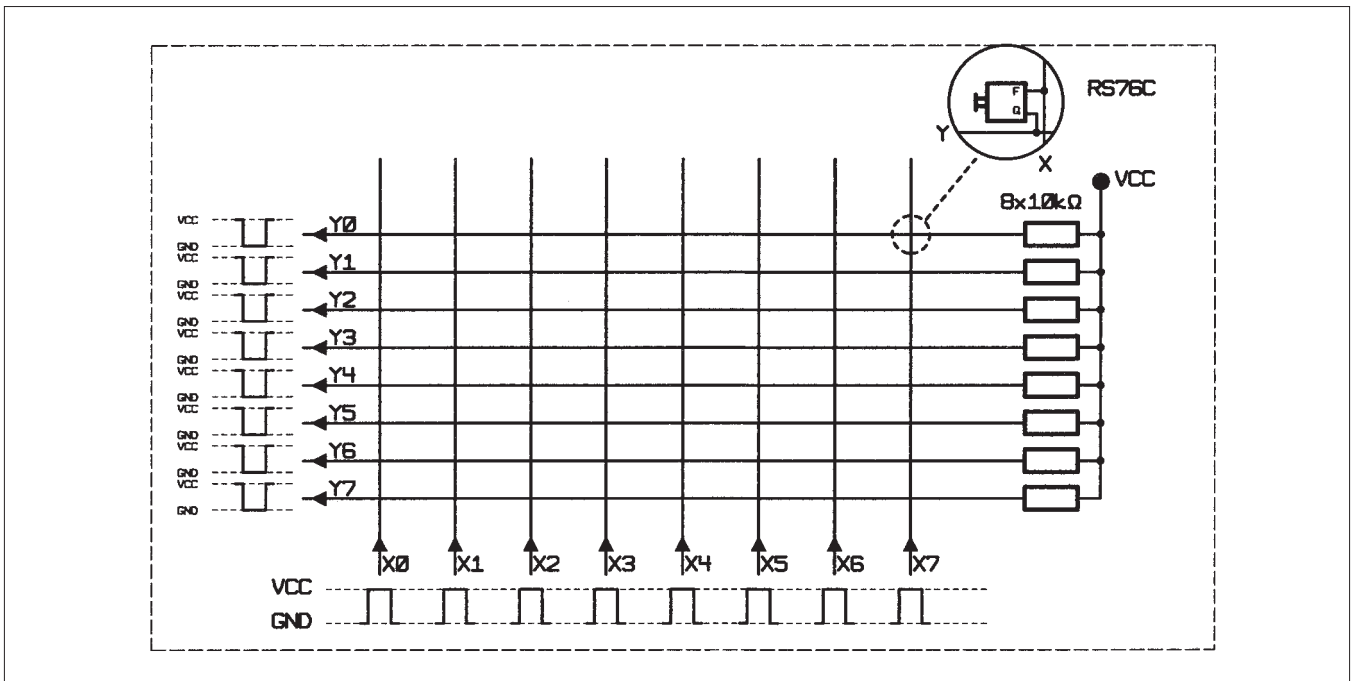 RS76C
F
Q
Y
X
VCC
8x10kΩ
VCC
GND
Y0
VCC
GND
Y1
VCC
GND
Y2
VCC
GND
Y3
VCC
GND
Y4
VCC
GND
Y5
VCC
GND
Y6
VCC
GND
Y7
X0 X1 X2 X3 X4 X5 X6 X7
VCC
GND